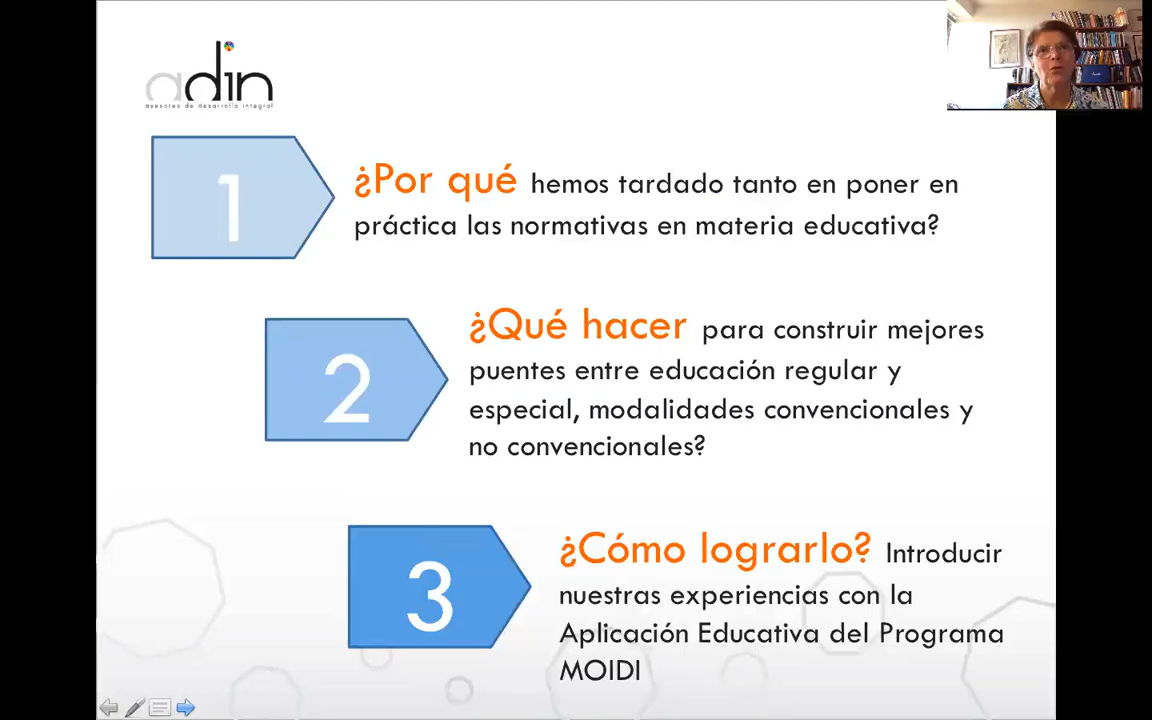 adin
asesores de desarrollo integral
1
¿Por qué hemos tardado tanto en poner en
práctica las normativas en materia educativa?
2
¿Qué hacer para construir mejores
puentes entre educación regular y
especial, modalidades convencionales y
no convencionales?
3
¿Cómo lograrlo? Introducir
nuestras experiencias con la
Aplicación Educativa del Programa
MOIDI